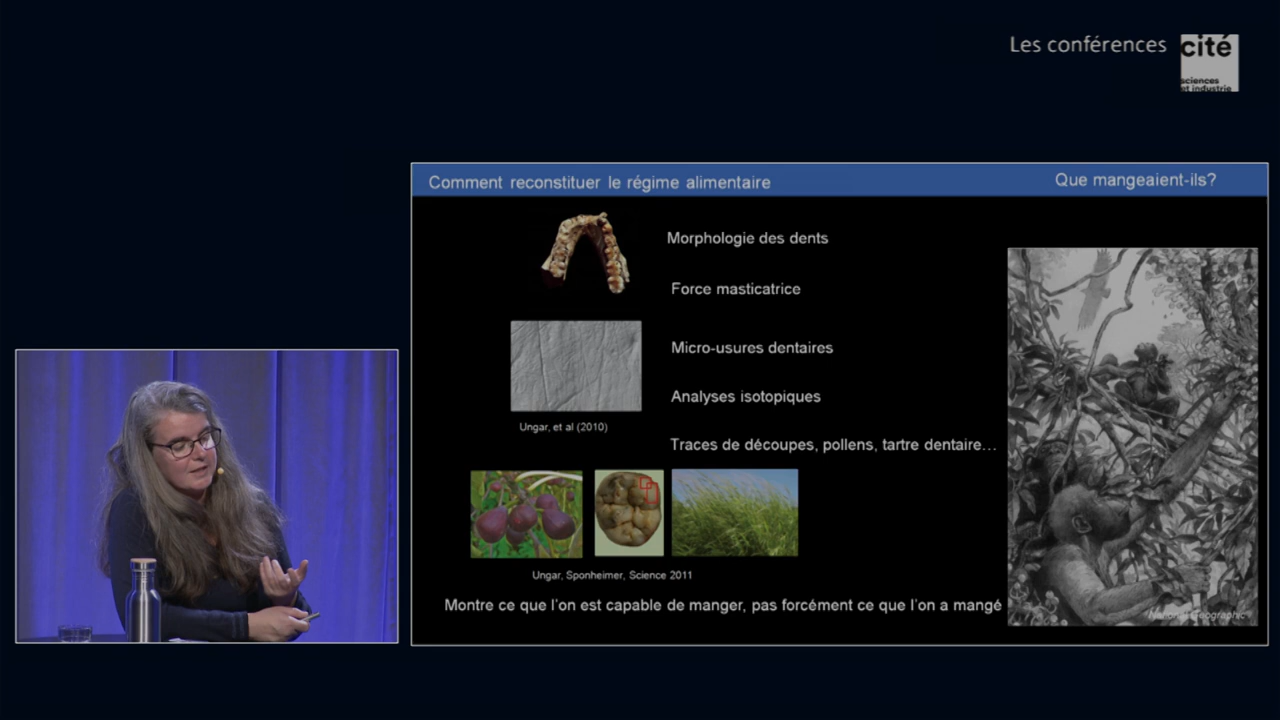 Les conférences
cité
sciences
et industrie
Comment reconstituer le régime alimentaire
Que mangeaient-ils?
Morphologie des dents
Force masticatrice
Micro-usures dentaires
Analyses isotopiques
Ungar, et al (2010)
Traces de découpes, pollens, tartre dentaire…
Ungar, Sponheimer, Science 2011
Montre ce que l'on est capable de manger, pas forcément ce que l'on a mangé
National Geographic